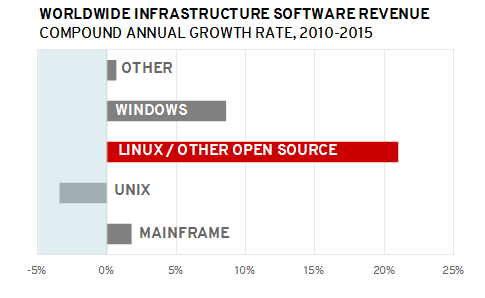 WORLDWIDE INFRASTRUCTURE SOFTWARE REVENUE
COMPOUND ANNUAL GROWTH RATE, 2010-2015
OTHER
WINDOWS
LINUX / OTHER OPEN SOURCE
UNIX
MAINFRAME
-5% 0% 5% 10% 15% 20% 25%